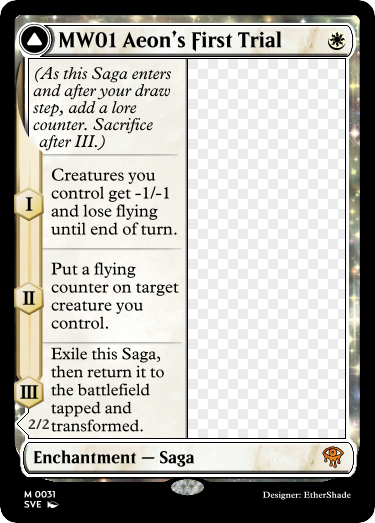 MW01 Aeon's First Trial
(As this Saga enters
and after your draw
step, add a lore
counter. Sacrifice
after III.)
I
Creatures you
control get -1/-1
and lose flying
until end of turn.
II
Put a flying
counter on target
creature you
control.
III
Exile this Saga,
then return it to
the battlefield
tapped and
transformed.
2/2
Enchantment — Saga
M 0031
SVE
Designer: EtherShade